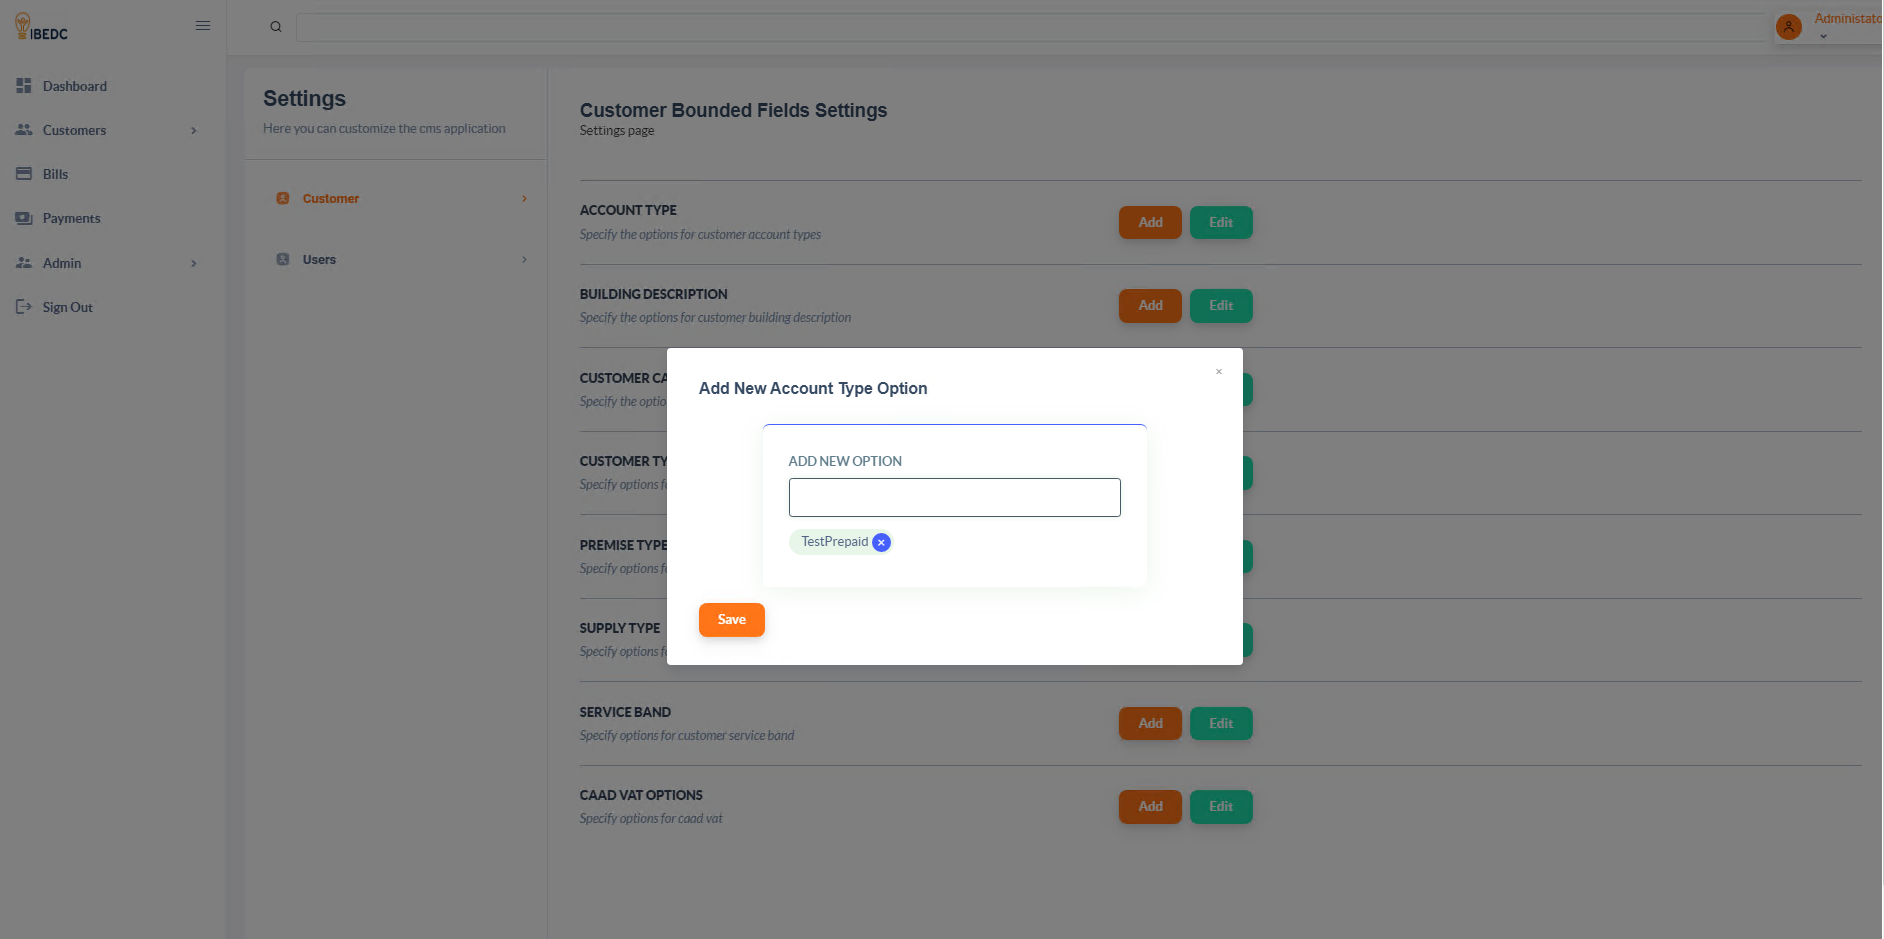 IBEDC
Administato
Dashboard
Customers
Bills
Payments
Admin
Sign Out
Settings
Here you can customize the cms application
Customer
Users
Customer Bounded Fields Settings
Settings page
ACCOUNT TYPE
Specify the options for customer account types
Add Edit
BUILDING DESCRIPTION
Specify the options for customer building description
Add Edit
CUSTOMER CA
Specify the optio
CUSTOMER TY
Specify options fo
PREMISE TYPE
Specify options fo
SUPPLY TYPE
Specify options fo
SERVICE BAND
Specify options for customer service band
Add Edit
CAAD VAT OPTIONS
Specify options for caad vat
Add Edit
Add New Account Type Option
×
ADD NEW OPTION
TestPrepaid ×
Save